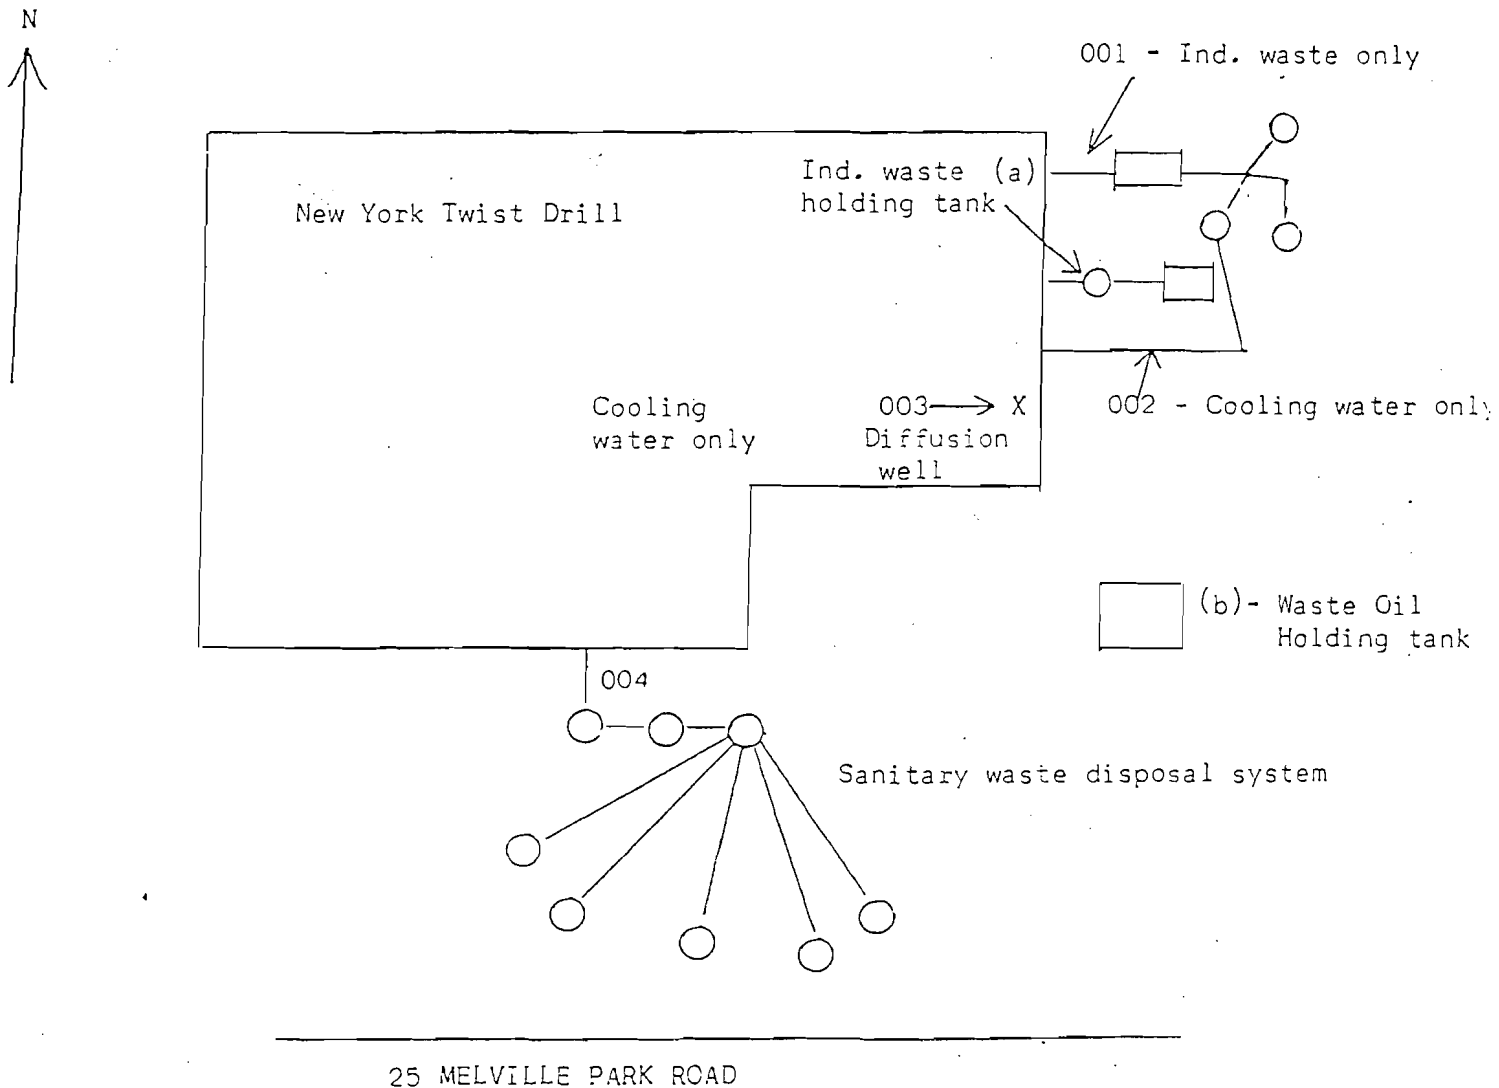 N
001 - Ind. waste only
Ind. waste (a)
holding tank
New York Twist Drill
Cooling
water only
003 X
Diffusion
well
002 - Cooling water only
(b)- Waste Oil
Holding tank
004
Sanitary waste disposal system
25 MELVILLE PARK ROAD